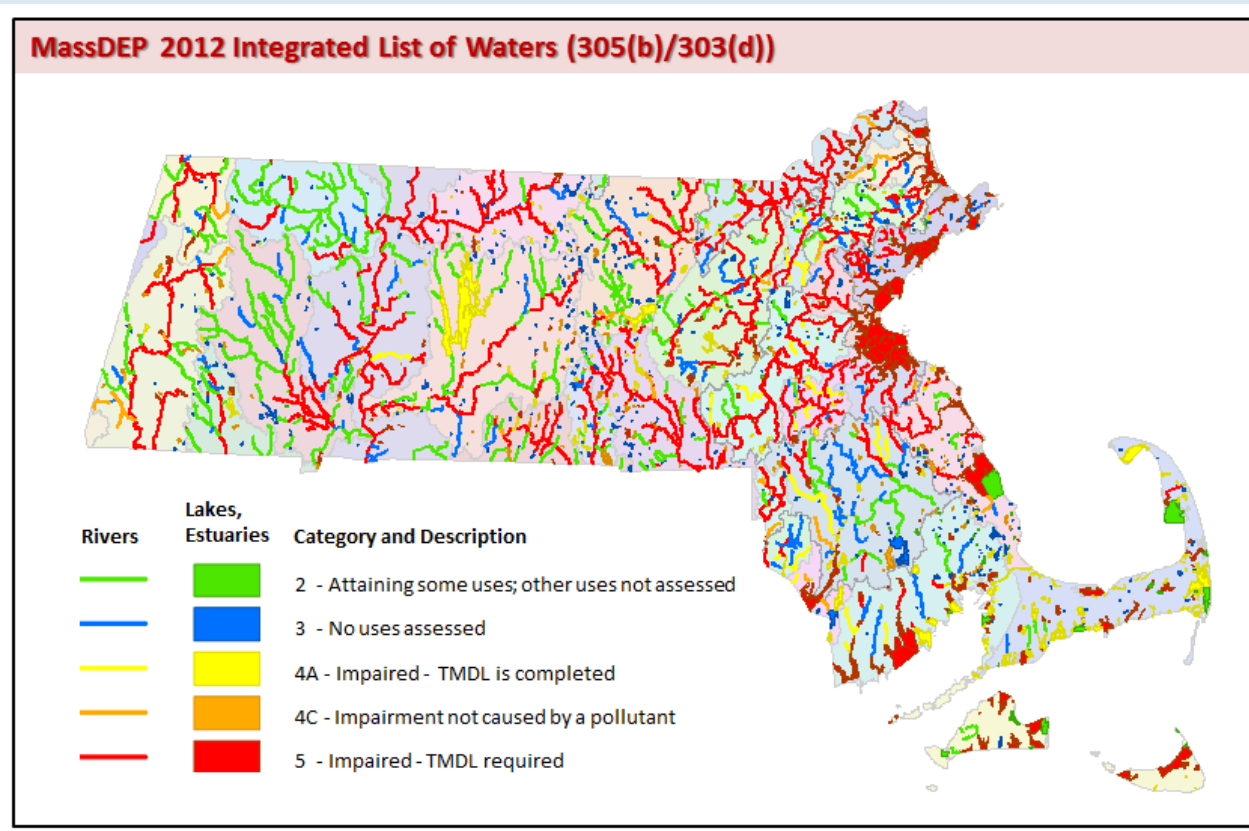 MassDEP 2012 Integrated List of Waters (305(b)/303(d))
Rivers
Lakes,
Estuaries
Category and Description
2 - Attaining some uses; other uses not assessed
3 - No uses assessed
4A - Impaired - TMDL is completed
4C - Impairment not caused by a pollutant
5 - Impaired - TMDL required